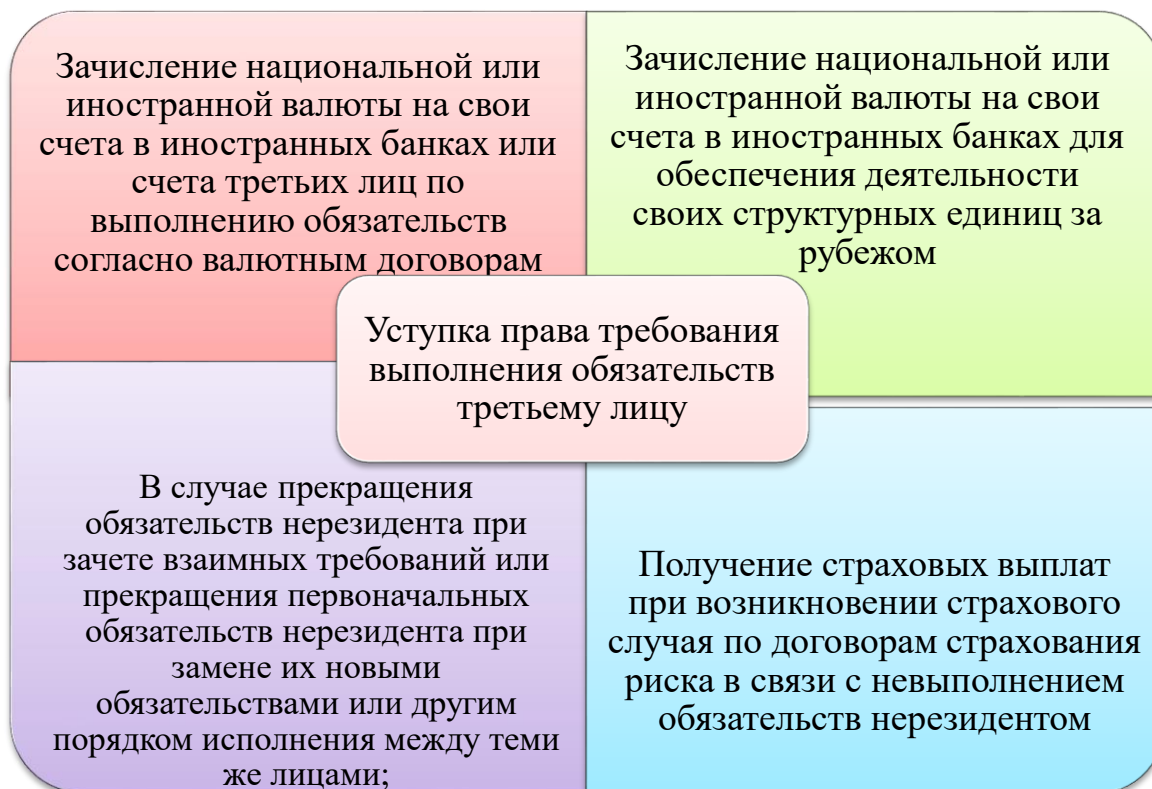 Зачисление национальной или
иностранной валюты на свои
счета в иностранных банках или
счета третьих лиц по
выполнению обязательств
согласно валютным договорам
Зачисление национальной или
иностранной валюты на свои
счета в иностранных банках для
обеспечения деятельности
своих структурных единиц за
рубежом
Уступка права требования
выполнения обязательств
третьему лицу
В случае прекращения
обязательств нерезидента при
зачете взаимных требований или
прекращения первоначальных
обязательств нерезидента при
замене их новыми
обязательствами или другим
порядком исполнения между теми
же лицами;
Получение страховых выплат
при возникновении страхового
случая по договорам страхования
риска в связи с невыполнением
обязательств нерезидентом